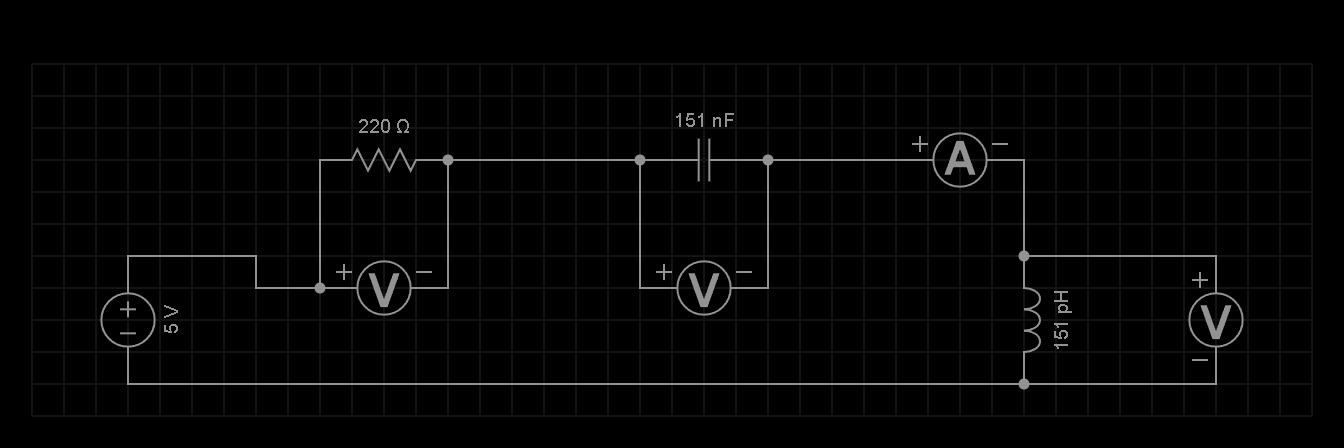 220 Ω
151 nF
+ A −
+ V −
+ V −
5 V
151 pH
+ V −